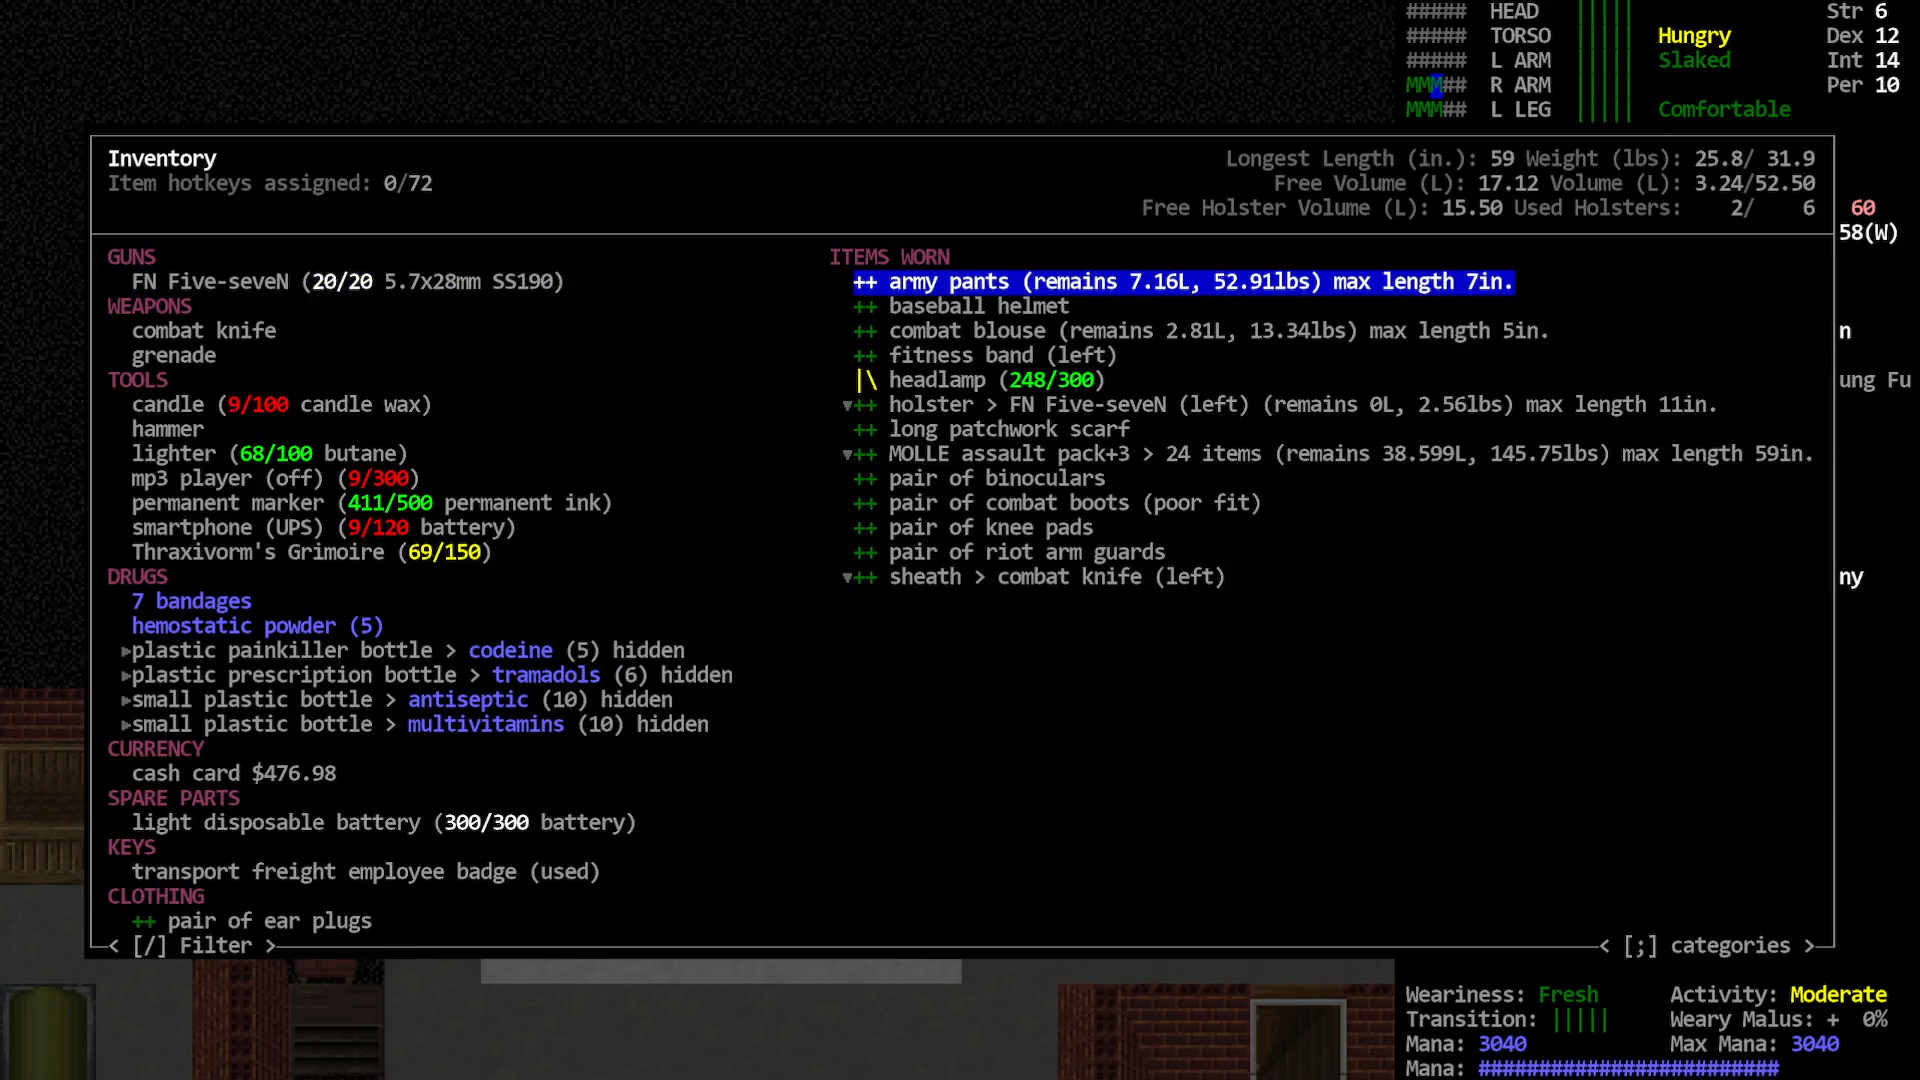 ##### HEAD ||||| Str 6
##### TORSO ||||| Hungry Dex 12
##### L ARM ||||| Slaked Int 14
MMM## R ARM ||||| Per 10
MMM## L LEG ||||| Comfortable
Inventory
Item hotkeys assigned: 0/72
Longest Length (in.): 59 Weight (lbs): 25.8/ 31.9
Free Volume (L): 17.12 Volume (L): 3.24/52.50
Free Holster Volume (L): 15.50 Used Holsters: 2/ 6
60
58(W)
GUNS
FN Five-seveN (20/20 5.7x28mm SS190)
WEAPONS
combat knife
grenade
TOOLS
candle (9/100 candle wax)
hammer
lighter (68/100 butane)
mp3 player (off) (9/300)
permanent marker (411/500 permanent ink)
smartphone (UPS) (9/120 battery)
Thraxivorm's Grimoire (69/150)
DRUGS
7 bandages
hemostatic powder (5)
▶plastic painkiller bottle > codeine (5) hidden
▶plastic prescription bottle > tramadols (6) hidden
▶small plastic bottle > antiseptic (10) hidden
▶small plastic bottle > multivitamins (10) hidden
CURRENCY
cash card $476.98
SPARE PARTS
light disposable battery (300/300 battery)
KEYS
transport freight employee badge (used)
CLOTHING
++ pair of ear plugs
ITEMS WORN
++ army pants (remains 7.16L, 52.91lbs) max length 7in.
++ baseball helmet
++ combat blouse (remains 2.81L, 13.34lbs) max length 5in.
++ fitness band (left)
|\ headlamp (248/300)
▼++ holster > FN Five-seveN (left) (remains 0L, 2.56lbs) max length 11in.
++ long patchwork scarf
▼++ MOLLE assault pack+3 > 24 items (remains 38.599L, 145.75lbs) max length 59in.
++ pair of binoculars
++ pair of combat boots (poor fit)
++ pair of knee pads
++ pair of riot arm guards
▼++ sheath > combat knife (left)
n
ung Fu
ny
< [/] Filter >
< [;] categories >
Weariness: Fresh Activity: Moderate
Transition: ||||| Weary Malus: + 0%
Mana: 3040 Max Mana: 3040
Mana: #########################